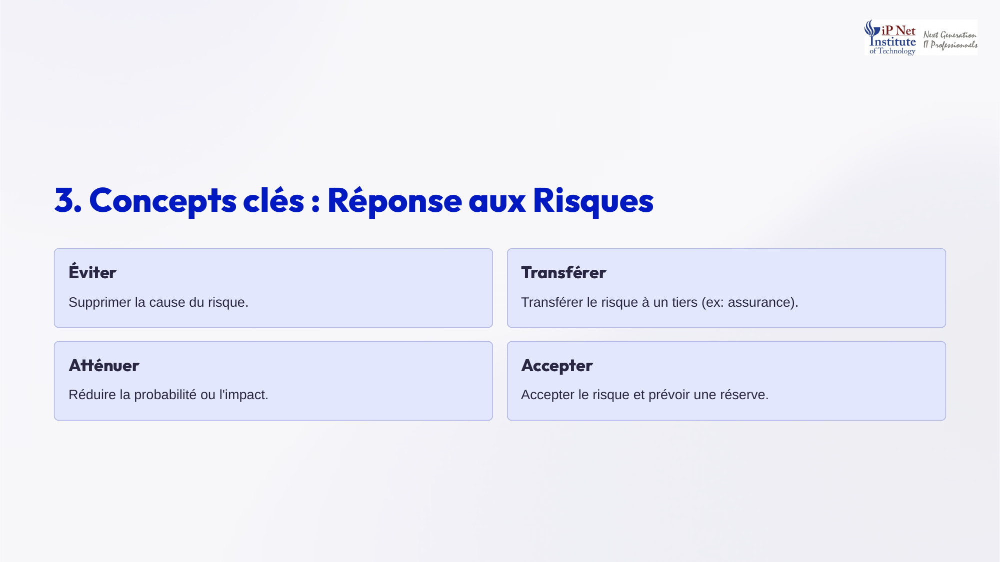 iP Net
Institute
of Technology
Next Generation
IT Professionnels
3. Concepts clés : Réponse aux Risques
Éviter
Supprimer la cause du risque.
Transférer
Transférer le risque à un tiers (ex: assurance).
Atténuer
Réduire la probabilité ou l'impact.
Accepter
Accepter le risque et prévoir une réserve.